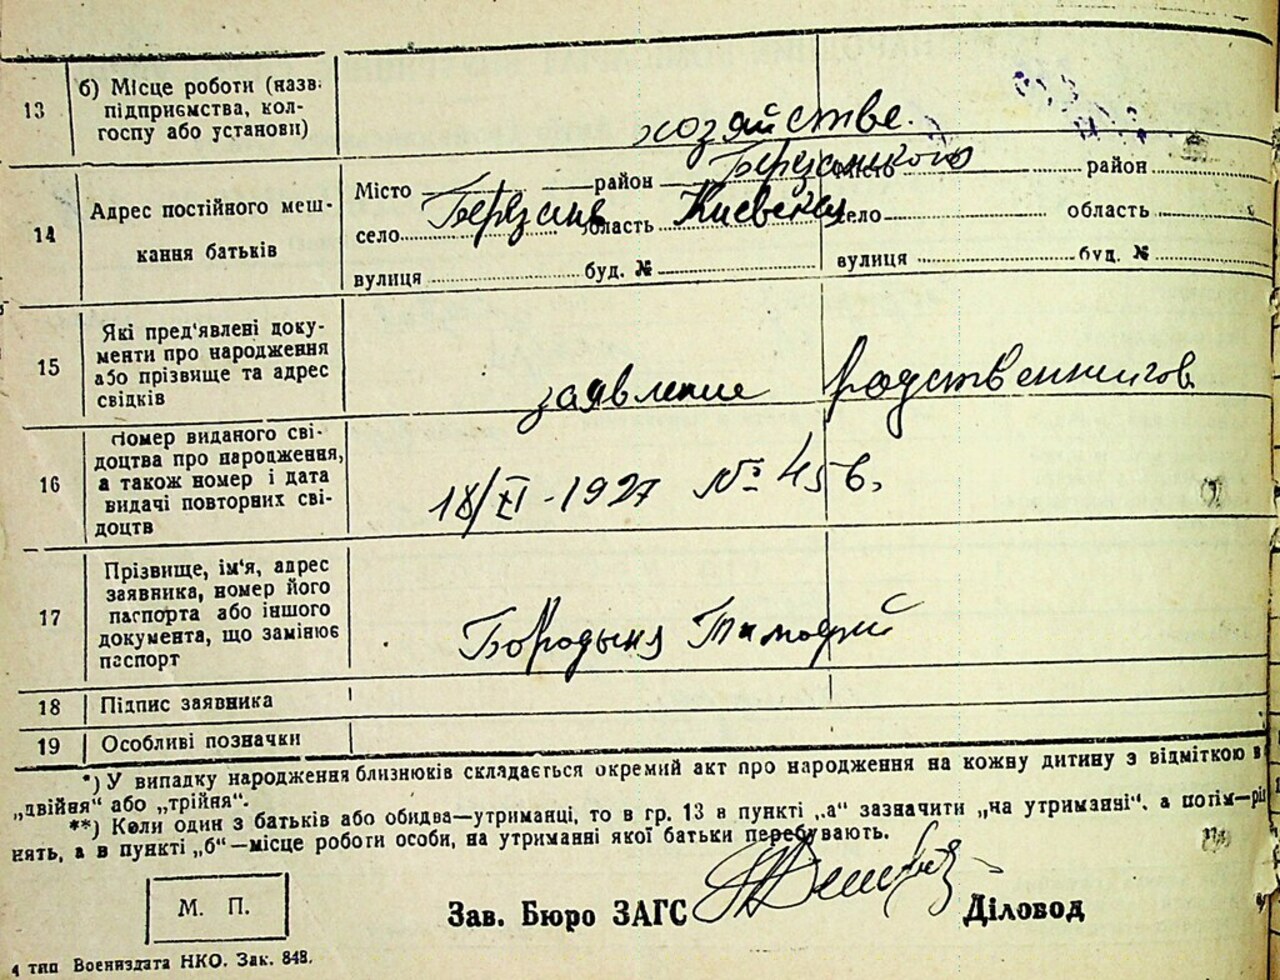 13
б) Місце роботи (назв.
підприємства, кол-
госпу або установи)
хозяйстве.
14
Адрес постійного меш-
кання батьків
Місто район Березанского Місто район
село Березань область Киевская село область
вулиця буд. № вулиця буд. №
15
Які пред'явлені доку-
менти про народження
або прізвище та адрес
свідків
заявление родственников
16
Номер виданого сві-
доцтва про народження,
а також номер і дата
видачі повторних сві-
доцтв
18/XI - 1927 № 45 в.
17
Прізвище, ім'я, адрес
заявника, номер його
паспорта або іншого
документа, що замінює
паспорт
Бородыня Тимофей
18
Підпис заявника
19
Особливі позначки
*) У випадку народження близнюків складається окремий акт про народження на кожну дитину з відміткою в
„двійня“ або „трійня“.
**) Коли один з батьків або обидва—утриманці, то в гр. 13 в пункті „а“ зазначити „на утриманні“, а потім—рід
нять, а в пункті „б“—місце роботи особи, на утриманні якої батьки перебувають.
М. П.
Зав. Бюро ЗАГС Діловод
4 тип Воениздата НКО. Зак. 848.